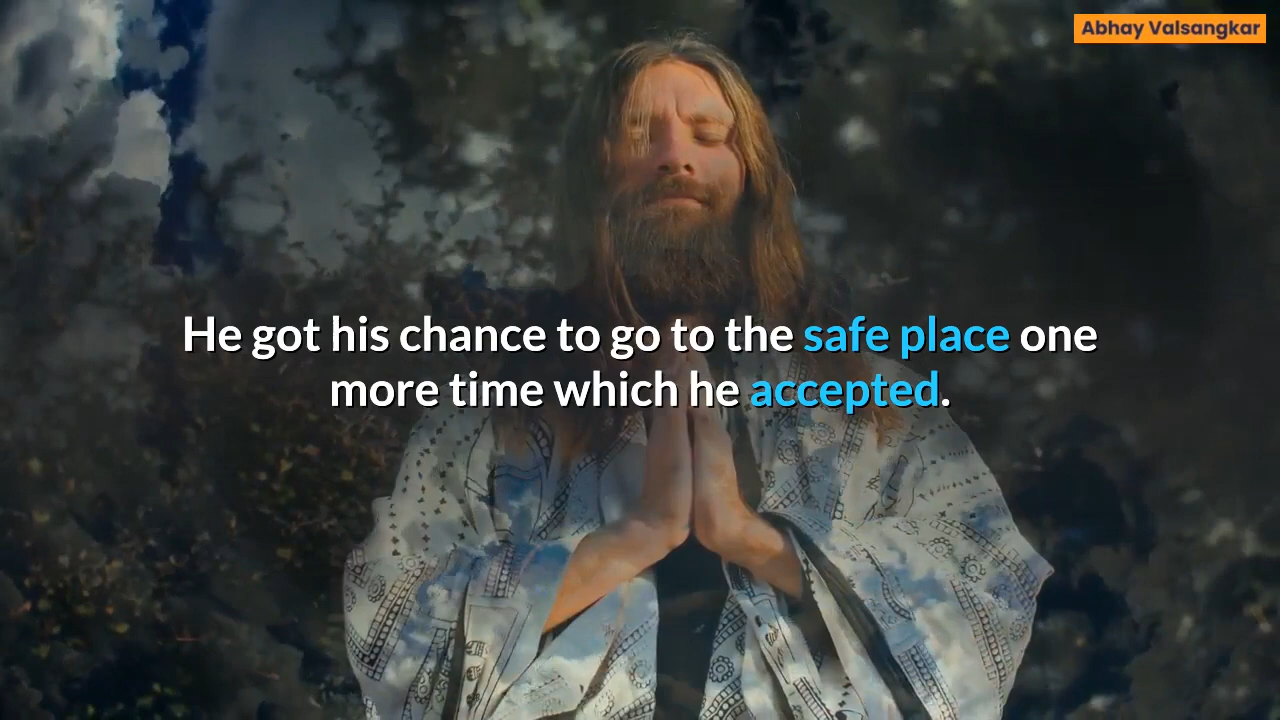 Abhay Valsangkar
He got his chance to go to the safe place one
more time which he accepted.